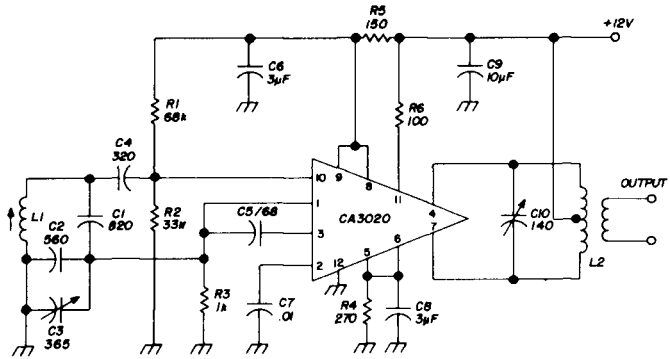 R5
150
+12V
C6
3µF
C9
10µF
R1
68k
R6
100
C4
320
L1
C1
820
C2
560
C3
365
R2
33k
C5/68
R3
1k
C7
.01
10
9
8
11
1
3
2
12
5
6
4
7
CA3020
R4
270
C8
3µF
C10
140
L2
OUTPUT